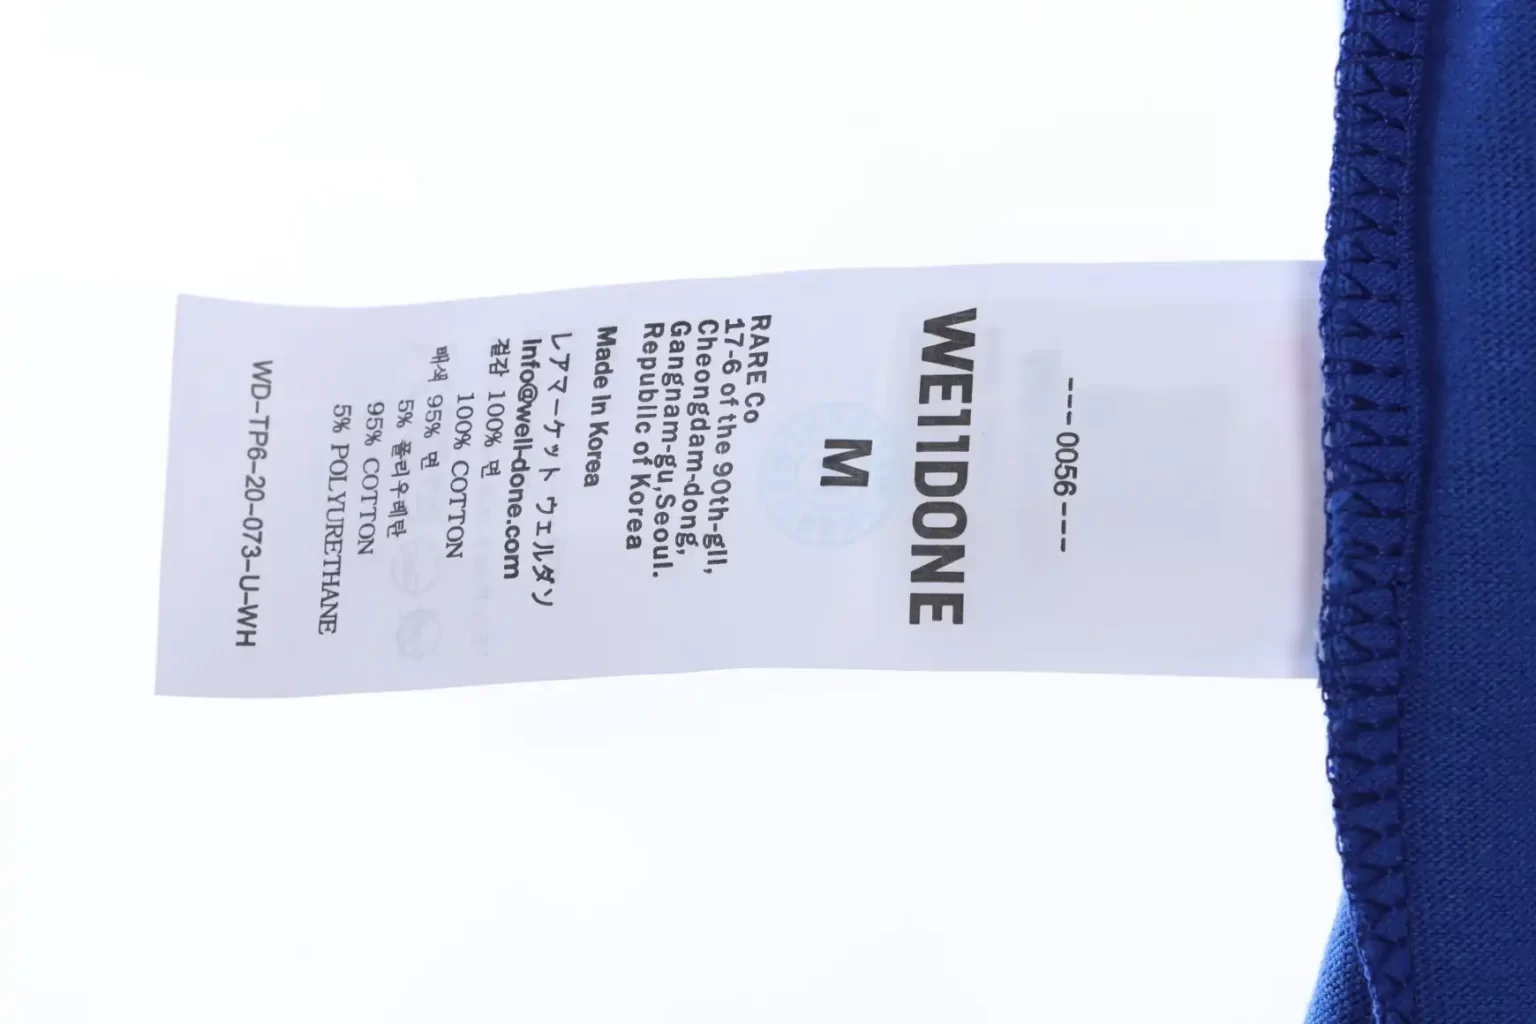 ---0056---
WE11DONE
M
RARE Co
17-6 of the 90th-gil,
Cheongdam-dong,
Gangnam-gu,Seoul.
Republic of Korea
Made In Korea
レアマーケット ウェルダン
Info@well-done.com
겉감 100% 면
100% COTTON
배색 95% 면
5% 폴리우레탄
95% COTTON
5% POLYURETHANE
WD-TP6-20-073-U-WH